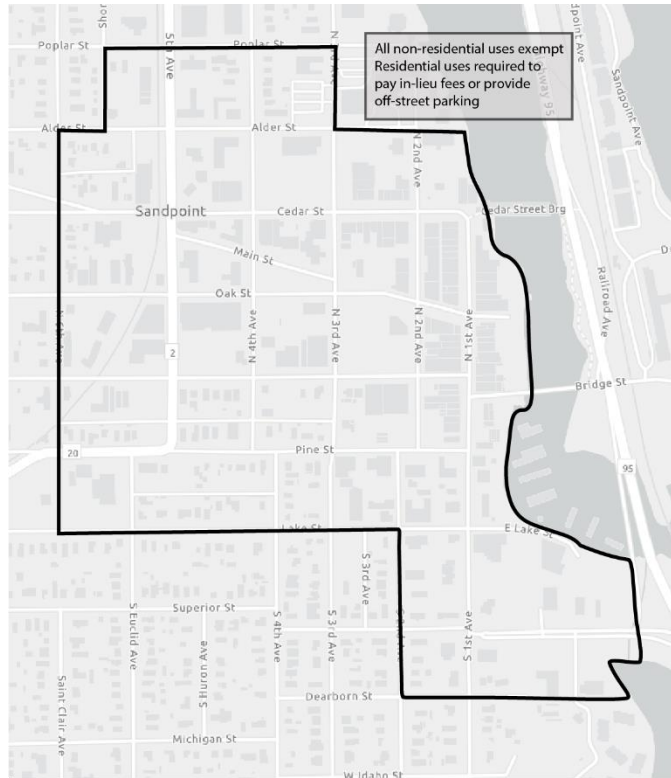 Shor
Poplar St
5th Ave
Poplar St
All non-residential uses exempt
Residential uses required to
pay in-lieu fees or provide
off-street parking
Sandpoint Ave
Alder St
Alder St
N 2nd Ave
Sandpoint
Cedar St
Cedar Street Brg
Main St
Oak St
Railroad Ave
N 4th Ave
N 3rd Ave
N 2nd Ave
N 1st Ave
2
Bridge St
20
Pine St
95
Lake St
E Lake St
S 3rd Ave
Superior St
S Euclid Ave
S Huron Ave
S 4th Ave
S 3rd Ave
S 1st Ave
Saint Clair Ave
Dearborn St
Michigan St
W Idaho St